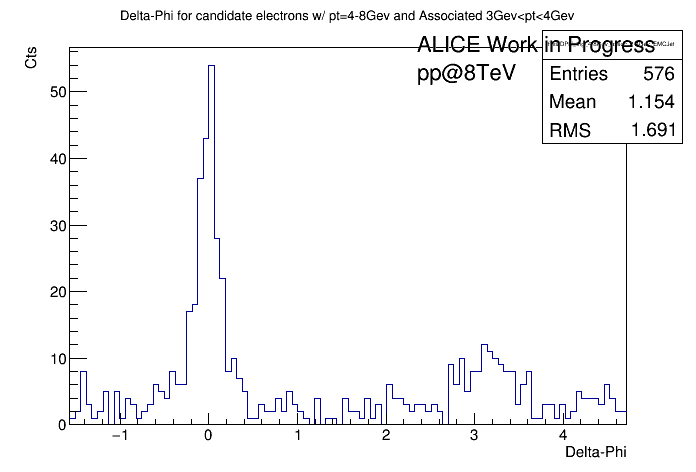 Delta-Phi for candidate electrons w/ pt=4-8Gev and Associated 3Gev<pt<4Gev
Cts
ALICE Work in Progress
pp@8TeV
Entries 576
Mean 1.154
RMS 1.691
50
40
30
20
10
0
−1 0 1 2 3 4
Delta-Phi